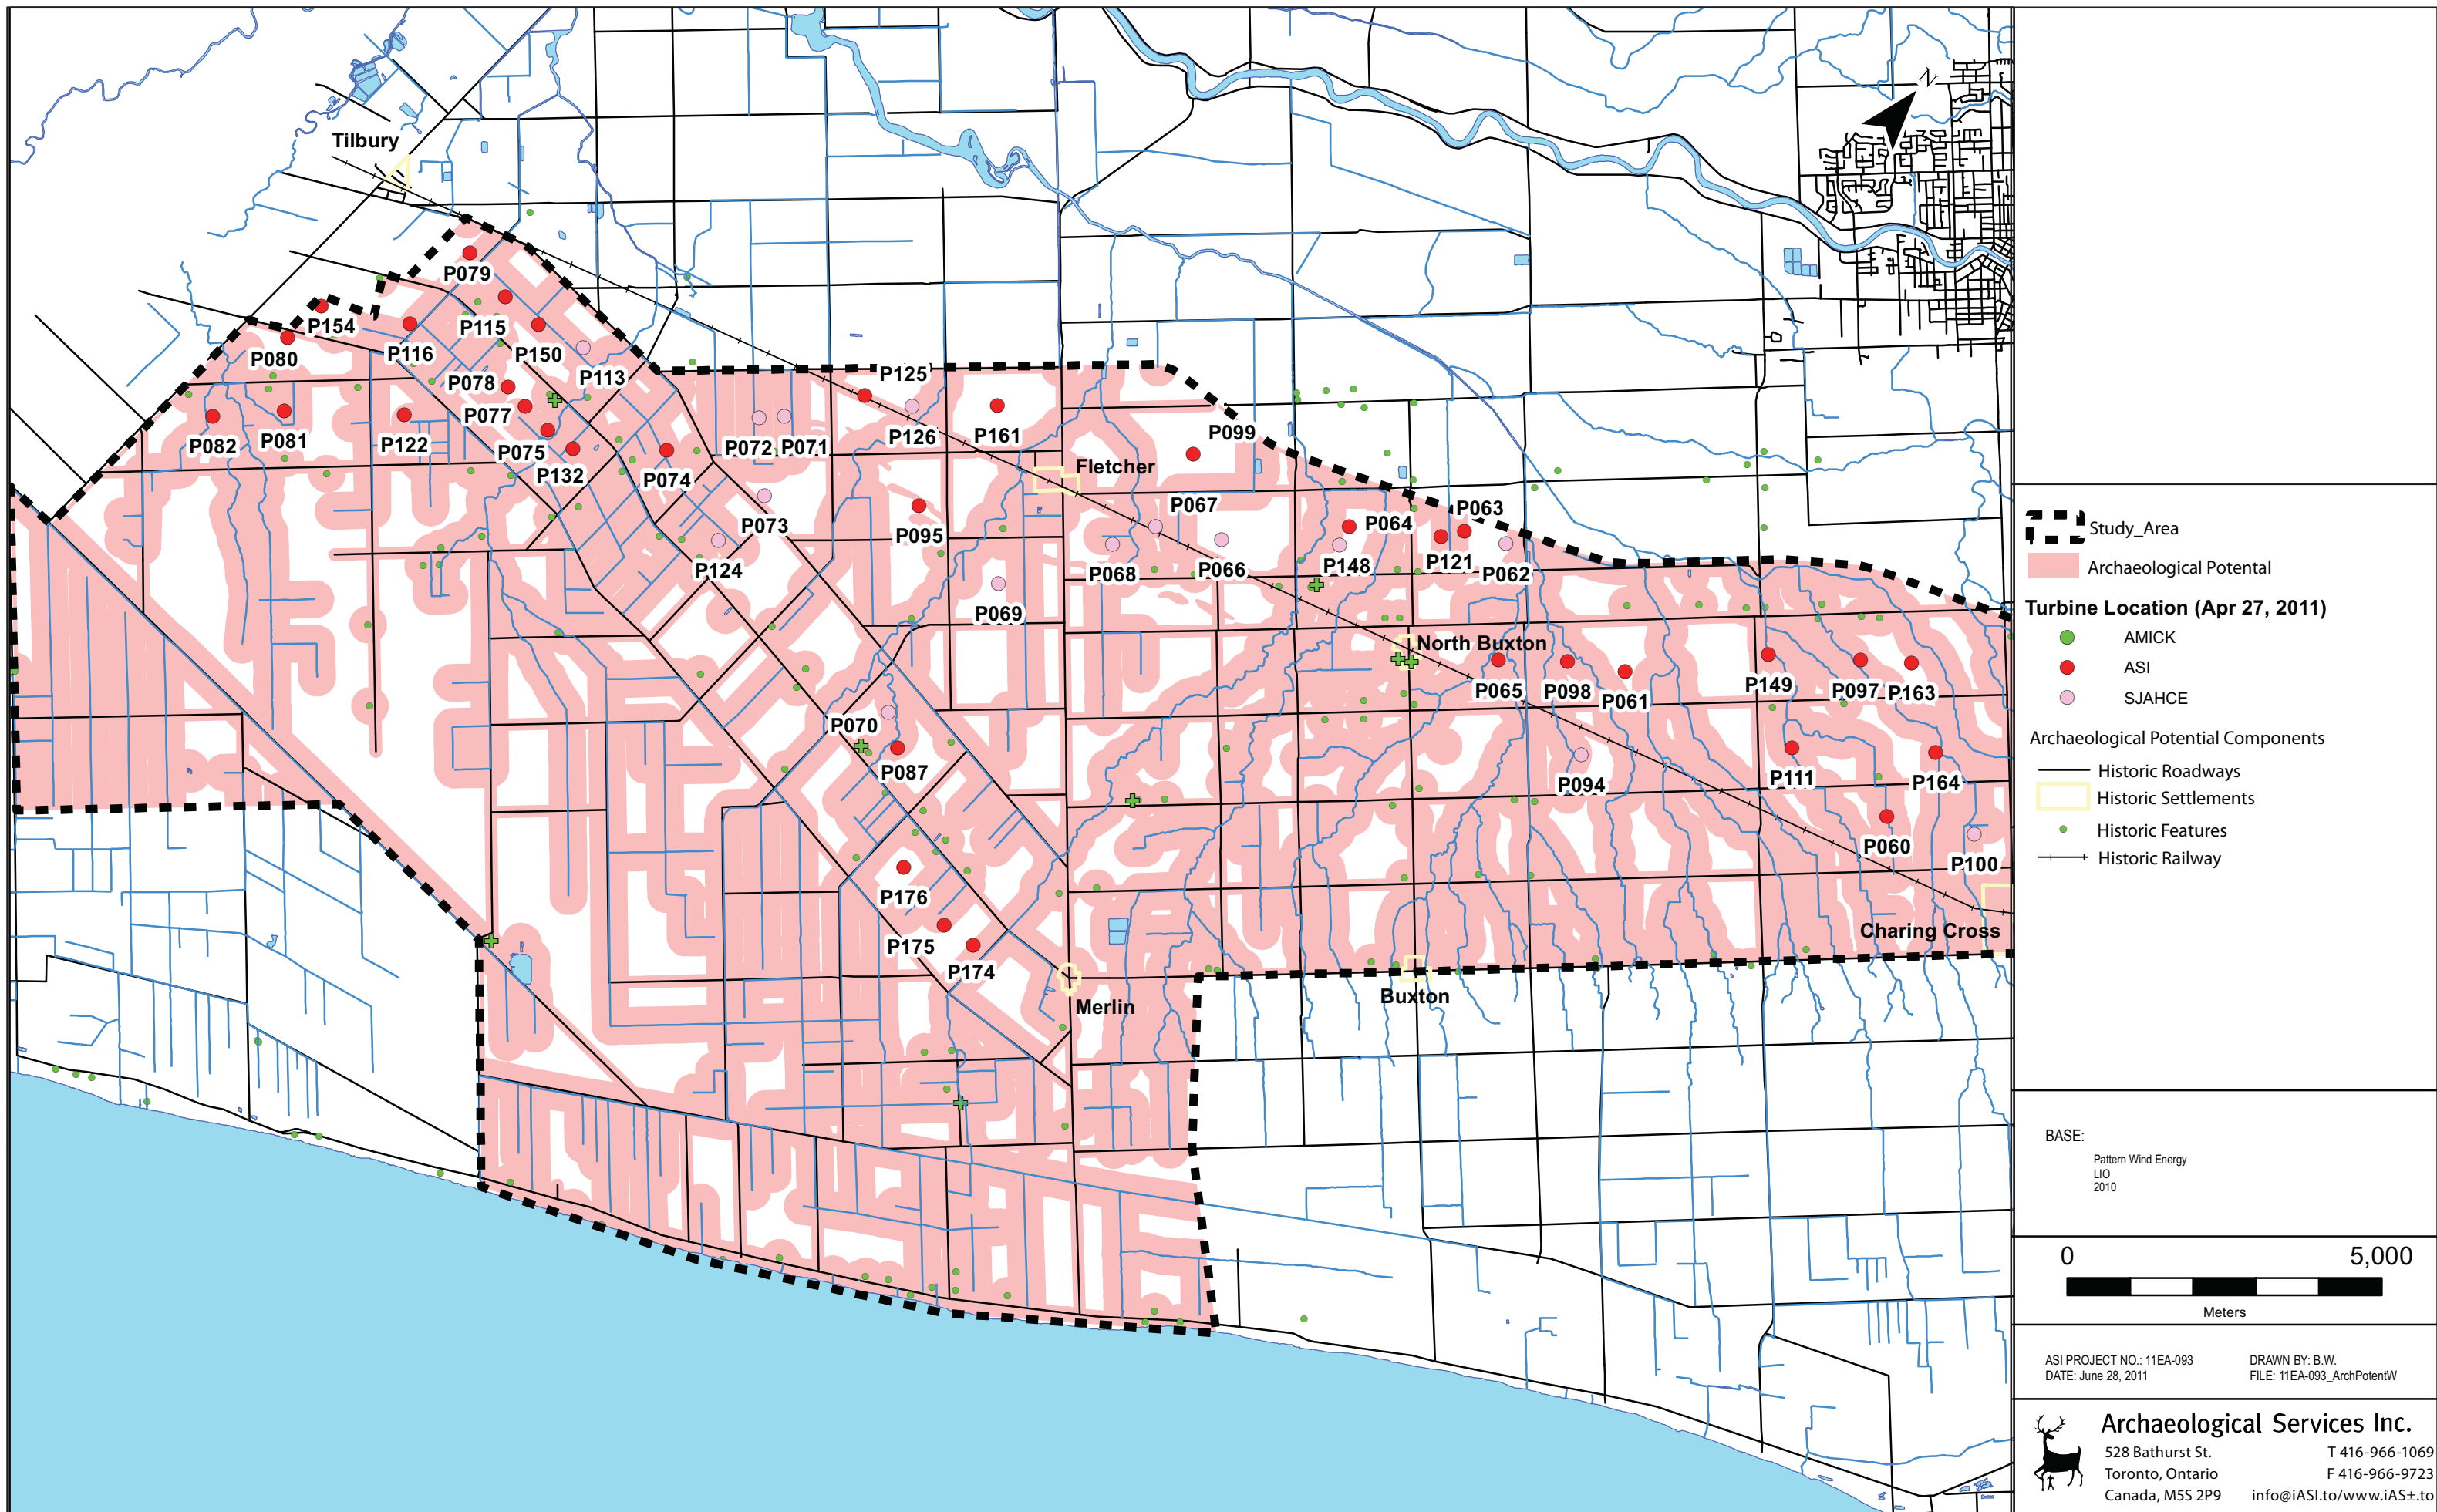 N
Tilbury
P079
P154
P115
P116
P080
P150
P113
P125
P078
P077
P082
P081
P122
P072
P071
P126
P161
P099
P075
P132
P074
Fletcher
P073
P095
P067
P064
P063
P124
P068
P066
P148
P121
P062
P069
North Buxton
P070
P065
P098
P061
P149
P097
P163
P087
P094
P111
P164
P060
P100
P176
P175
P174
Charing Cross
Merlin
Buxton
Study_Area
Archaeological Potental
Turbine Location (Apr 27, 2011)
AMICK
ASI
SJAHCE
Archaeological Potential Components
Historic Roadways
Historic Settlements
Historic Features
Historic Railway
BASE:
Pattern Wind Energy
LIO
2010
0 5,000
Meters
ASI PROJECT NO.: 11EA-093 DRAWN BY: B.W.
DATE: June 28, 2011 FILE: 11EA-093_ArchPotentW
Archaeological Services Inc.
528 Bathurst St. T 416-966-1069
Toronto, Ontario F 416-966-9723
Canada, M5S 2P9 info@iASI.to/www.iAS±.to